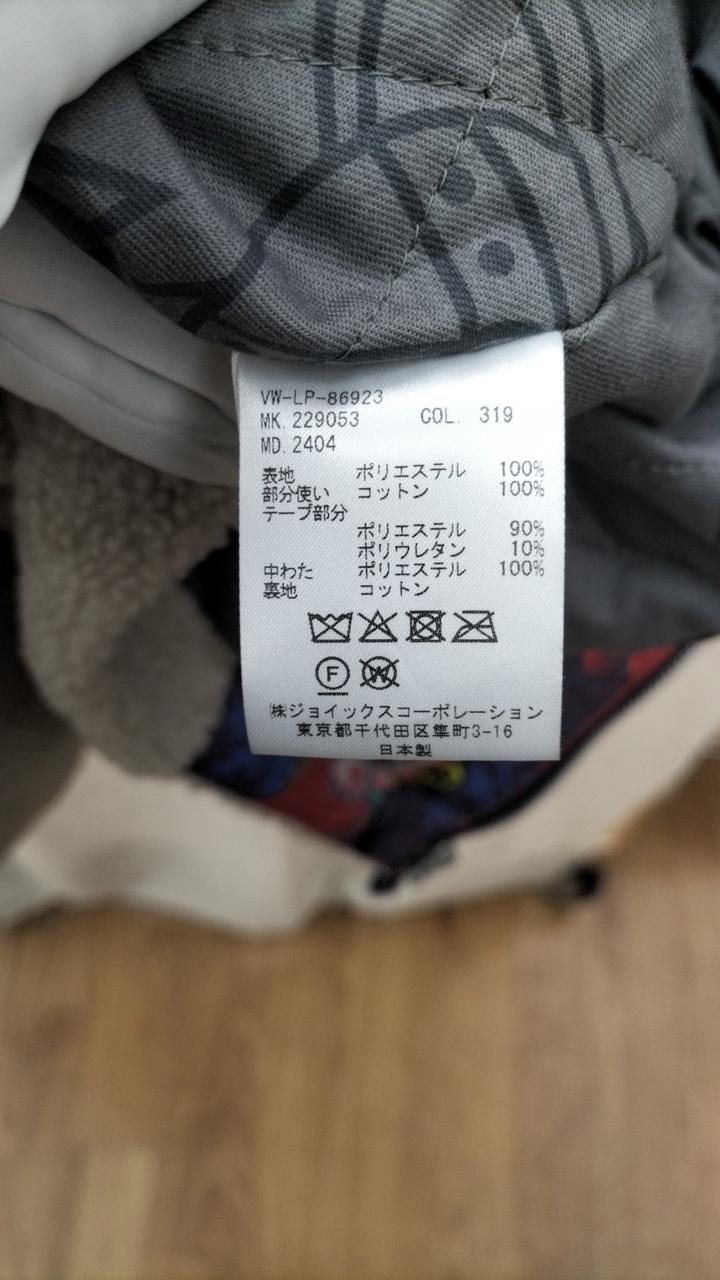 VW-LP-86923
MK. 229053 COL. 319
MD. 2404
表地 ポリエステル 100%
部分使い コットン 100%
テープ部分
ポリエステル 90%
ポリウレタン 10%
中わた ポリエステル 100%
裏地 コットン
F W
㈱ジョイックスコーポレーション
東京都千代田区隼町3-16
日本製